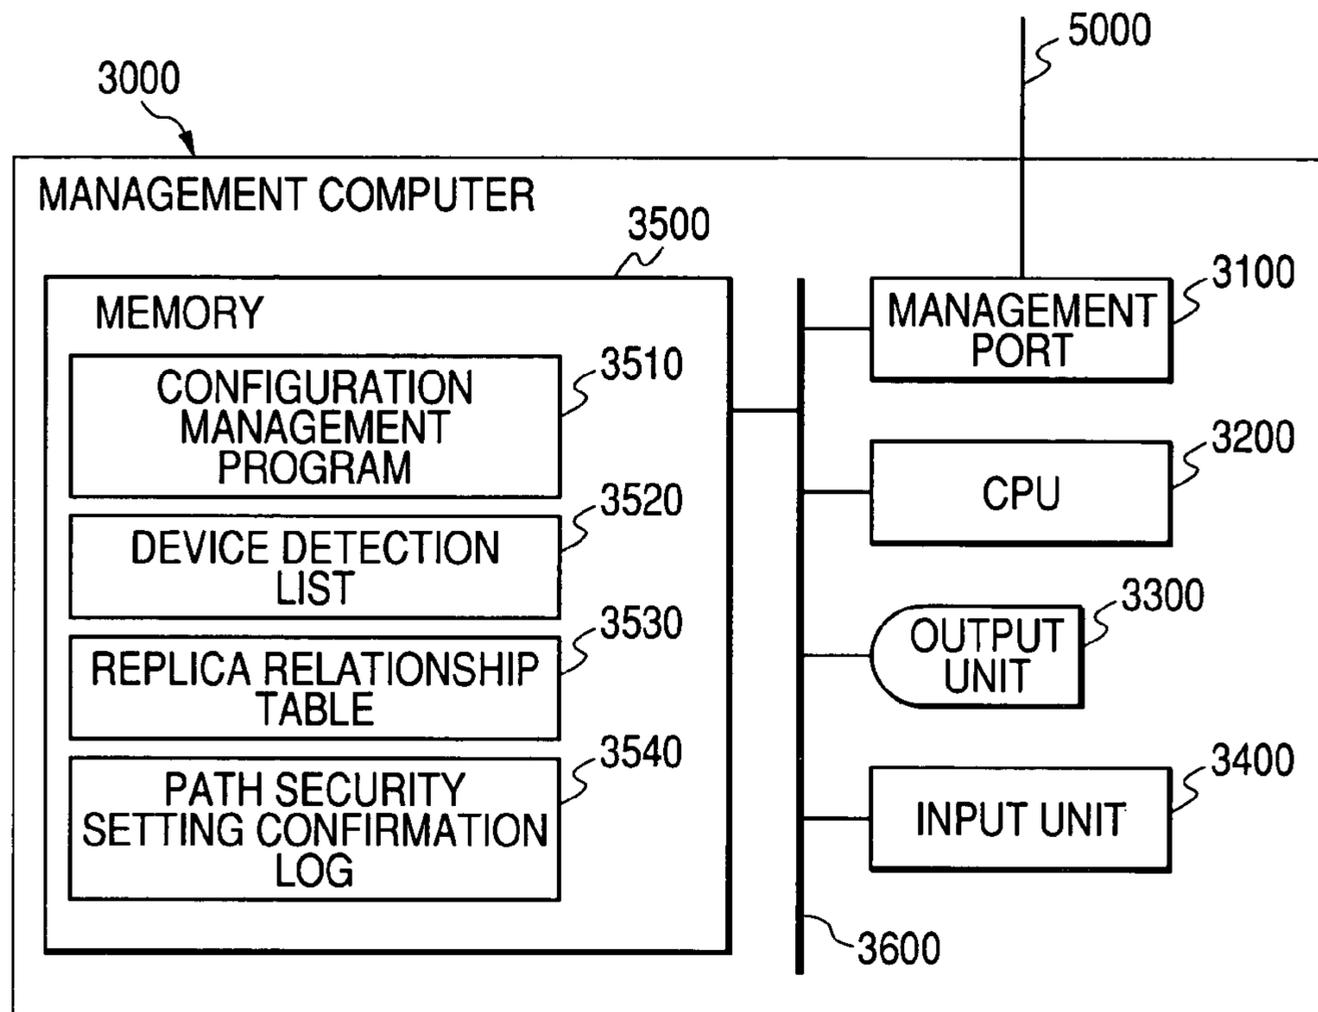 5000
3000
MANAGEMENT COMPUTER
3500
MEMORY
3510
CONFIGURATION
MANAGEMENT
PROGRAM
3520
DEVICE DETECTION
LIST
3530
REPLICA RELATIONSHIP
TABLE
3540
PATH SECURITY
SETTING CONFIRMATION
LOG
3100
MANAGEMENT
PORT
3200
CPU
3300
OUTPUT
UNIT
3400
INPUT UNIT
3600